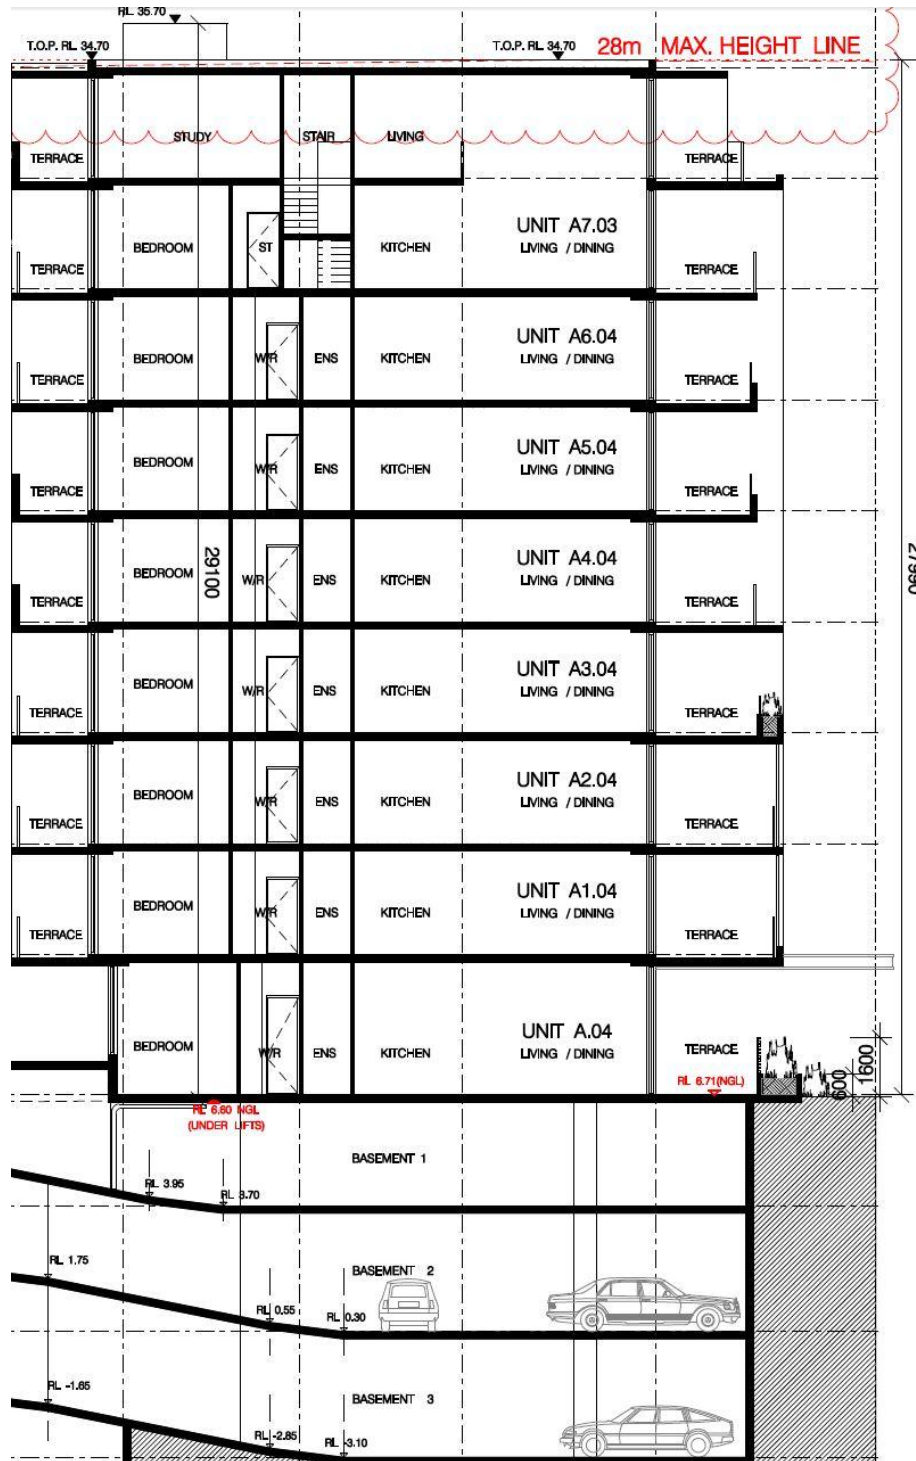 RL 35.70
T.O.P. RL 34.70
T.O.P. RL 34.70
28m MAX. HEIGHT LINE
STUDY
STAIR
LIVING
TERRACE
TERRACE
UNIT A7.03
BEDROOM
ST
KITCHEN
LIVING / DINING
TERRACE
TERRACE
UNIT A6.04
BEDROOM
W/R
ENS
KITCHEN
LIVING / DINING
TERRACE
TERRACE
UNIT A5.04
BEDROOM
W/R
ENS
KITCHEN
LIVING / DINING
TERRACE
TERRACE
29100
27990
UNIT A4.04
BEDROOM
W/R
ENS
KITCHEN
LIVING / DINING
TERRACE
TERRACE
UNIT A3.04
BEDROOM
W/R
ENS
KITCHEN
LIVING / DINING
TERRACE
TERRACE
UNIT A2.04
BEDROOM
W/R
ENS
KITCHEN
LIVING / DINING
TERRACE
TERRACE
UNIT A1.04
BEDROOM
W/R
ENS
KITCHEN
LIVING / DINING
TERRACE
TERRACE
UNIT A.04
BEDROOM
W/R
ENS
KITCHEN
LIVING / DINING
TERRACE
1600
600
RL 6.71(NGL)
RL 6.60 NGL
(UNDER LIFTS)
BASEMENT 1
RL 3.95
RL 3.70
RL 1.75
BASEMENT 2
RL 0.55
RL 0.30
RL -1.65
BASEMENT 3
RL -2.85
RL -3.10